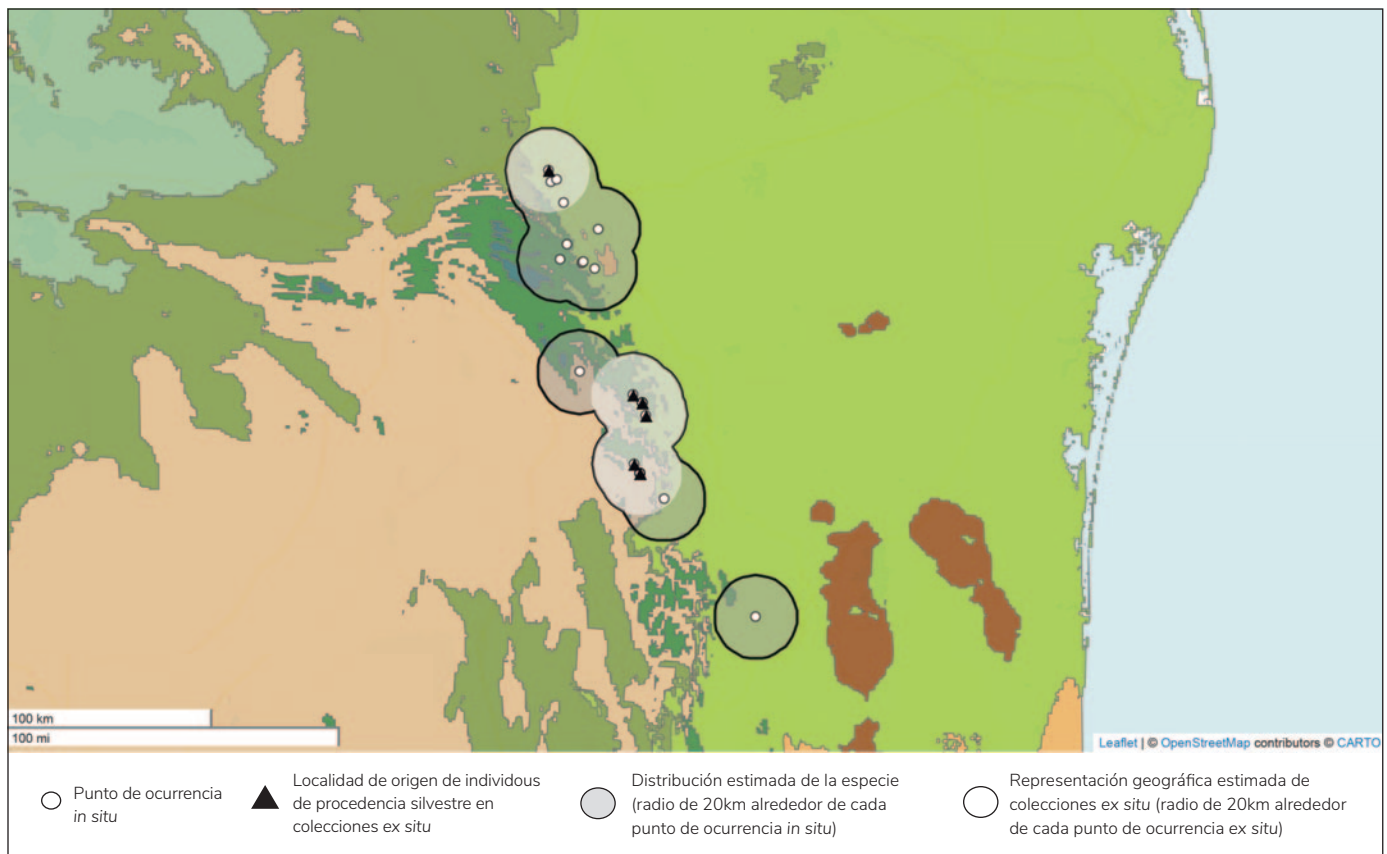 100 km
100 mi
Leaflet | © OpenStreetMap contributors © CARTO
Punto de ocurrencia
in situ
Localidad de origen de individous
de procedencia silvestre en
colecciones ex situ
Distribución estimada de la especie
(radio de 20km alrededor de cada
punto de ocurrencia in situ)
Representación geográfica estimada de
colecciones ex situ (radio de 20km alrededor
de cada punto de ocurrencia ex situ)